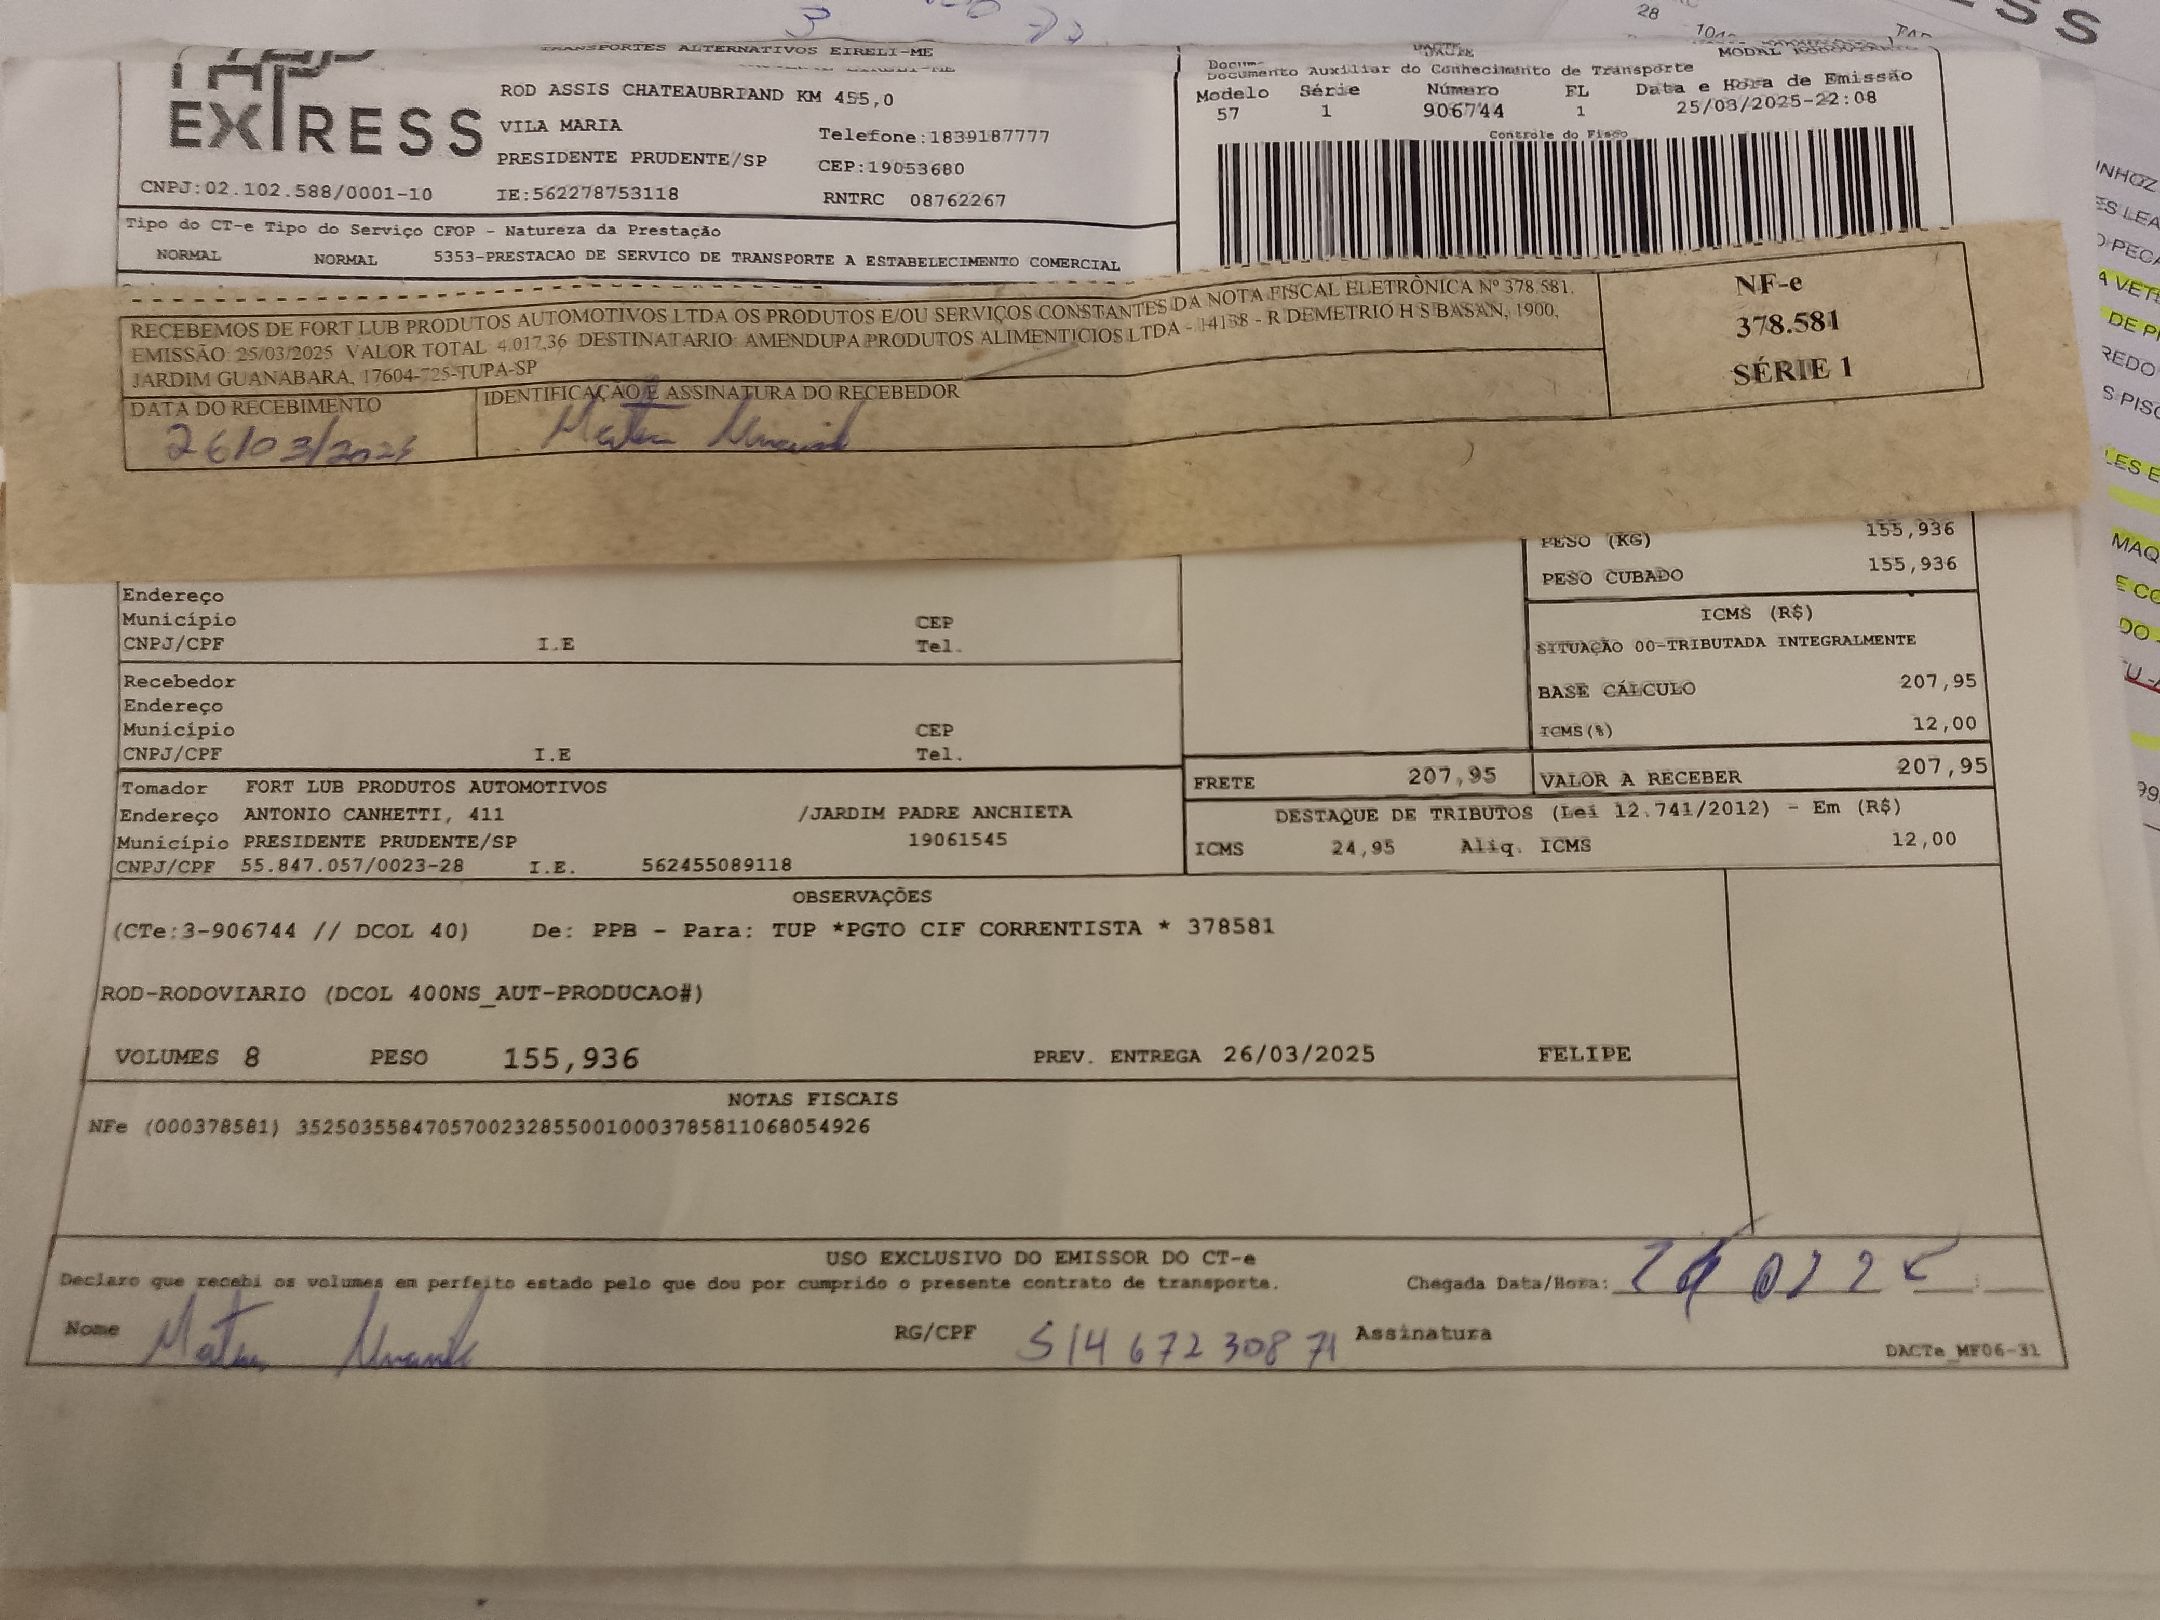 TRANSPORTES ALTERNATIVOS EIRELI-ME
EXPRESS
ROD ASSIS CHATEAUBRIAND KM 455,0
VILA MARIA
Telefone:1839187777
PRESIDENTE PRUDENTE/SP
CEP:19053680
CNPJ:02.102.588/0001-10
IE:562278753118
RNTRC 08762267
DACTE
MODAL RODOVIÁRIO
Documento Auxiliar do Conhecimento de Transporte
Modelo Série Número FL Data e Hora de Emissão
57 1 906744 1 25/03/2025-22:08
Controle do Fisco
Tipo do CT-e Tipo do Serviço CFOP - Natureza da Prestação
NORMAL NORMAL 5353-PRESTACAO DE SERVICO DE TRANSPORTE A ESTABELECIMENTO COMERCIAL
RECEBEMOS DE FORT LUB PRODUTOS AUTOMOTIVOS LTDA OS PRODUTOS E/OU SERVIÇOS CONSTANTES DA NOTA FISCAL ELETRÔNICA Nº 378.581,
EMISSÃO: 25/03/2025 VALOR TOTAL: 4.017,36 DESTINATÁRIO: AMENDUPA PRODUTOS ALIMENTICIOS LTDA - 14138 - R DEMETRIO H S BASAN, 1900,
JARDIM GUANABARA, 17604-725-TUPA-SP
NF-e
378.581
SÉRIE 1
DATA DO RECEBIMENTO
IDENTIFICAÇÃO E ASSINATURA DO RECEBEDOR
26/03/2025
PESO (KG) 155,936
PESO CUBADO 155,936
Endereço
Município CEP
CNPJ/CPF I.E Tel.
ICMS (R$)
SITUAÇÃO 00-TRIBUTADA INTEGRALMENTE
BASE CÁLCULO 207,95
ICMS(%) 12,00
Recebedor
Endereço
Município CEP
CNPJ/CPF I.E Tel.
FRETE 207,95 VALOR A RECEBER 207,95
Tomador FORT LUB PRODUTOS AUTOMOTIVOS
Endereço ANTONIO CANHETTI, 411 /JARDIM PADRE ANCHIETA
Município PRESIDENTE PRUDENTE/SP 19061545
CNPJ/CPF 55.847.057/0023-28 I.E. 562455089118
DESTAQUE DE TRIBUTOS (Lei 12.741/2012) - Em (R$)
ICMS 24,95 Aliq. ICMS 12,00
OBSERVAÇÕES
(CTe:3-906744 // DCOL 40) De: PPB - Para: TUP *PGTO CIF CORRENTISTA * 378581
ROD-RODOVIARIO (DCOL 400NS_AUT-PRODUCAO#)
VOLUMES 8 PESO 155,936 PREV. ENTREGA 26/03/2025 FELIPE
NOTAS FISCAIS
NFe (000378581) 35250355847057002328550010003785811068054926
USO EXCLUSIVO DO EMISSOR DO CT-e
Declaro que recebi os volumes em perfeito estado pelo que dou por cumprido o presente contrato de transporte.
Chegada Data/Hora:
Nome RG/CPF 514 672 308 71 Assinatura
DACTe_MF06-31